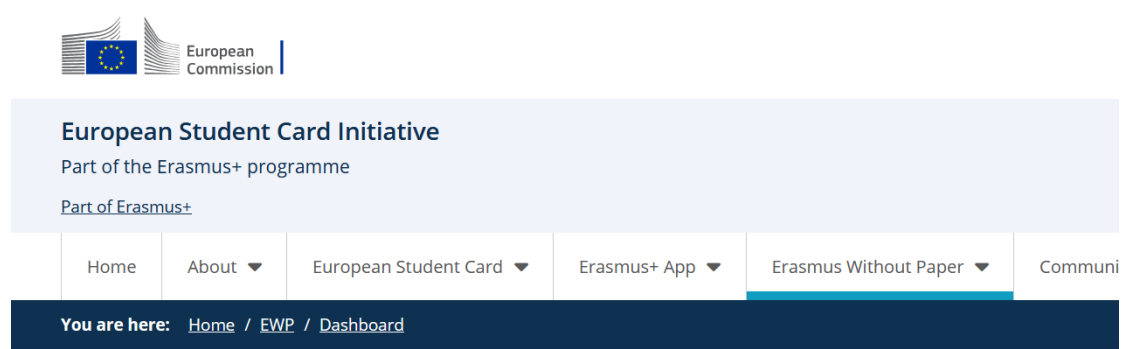 European
Commission
European Student Card Initiative
Part of the Erasmus+ programme
Part of Erasmus+
Home About European Student Card Erasmus+ App Erasmus Without Paper Communi
You are here: Home / EWP / Dashboard